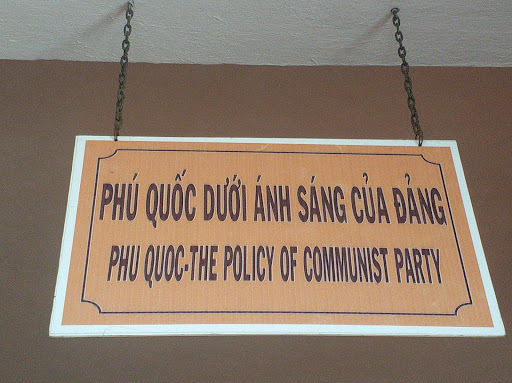 PHÚ QUỐC DƯỚI ÁNH SÁNG CỦA ĐẢNG
PHU QUOC-THE POLICY OF COMMUNIST PARTY